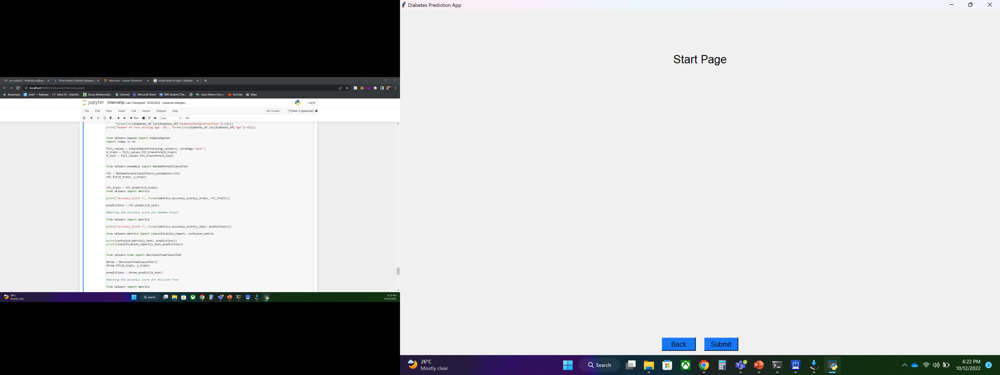 (no subject) - shakirtdossa@gm
Pima Indians Diabetes Database
Internship - Jupyter Notebook
insulin levels of type 2 diabetes
localhost:8888/notebooks/Internship.ipynb
Bookmarks
shakir — Ratatype
Inbox (1) - shakirtd...
Dossa, Mohammed...
Clevered
Microsoft Teams
BMJ Student | The...
Learn Python 3 by s...
YouTube
Maps
jupyter Internship Last Checkpoint: 10/22/2022 (unsaved changes)
Logout
File Edit View Insert Cell Kernel Widgets Help
Not Trusted
Python 3 (ipykernel)
Run
Code
format(len(diabetes_df.loc[diabetes_df['DiabetesPedigreeFunction']==0])))
print("Number of rows missing Age: {0}", format(len(diabetes_df.loc[diabetes_df['Age']==0])))
from sklearn.impute import SimpleImputer
import numpy as np
fill_values = SimpleImputer(missing_values=0, strategy='mean')
X_train = fill_values.fit_transform(X_train)
X_test = fill_values.fit_transform(X_test)
from sklearn.ensemble import RandomForestClassifier
rfc = RandomForestClassifier(n_estimators=200)
rfc.fit(X_train, y_train)
rfc_train = rfc.predict(X_train)
from sklearn import metrics
print("Accuracy_Score =", format(metrics.accuracy_score(y_train, rfc_train)))
predictions = rfc.predict(X_test)
#Getting the accuracy score for Random Forest
from sklearn import metrics
print("Accuracy_Score =", format(metrics.accuracy_score(y_test, predictions)))
from sklearn.metrics import classification_report, confusion_matrix
print(confusion_matrix(y_test, predictions))
print(classification_report(y_test,predictions))
from sklearn.tree import DecisionTreeClassifier
dtree = DecisionTreeClassifier()
dtree.fit(X_train, y_train)
predictions = dtree.predict(X_test)
#Getting the accuracy score for Decision Tree
from sklearn import metrics
26°C
Mostly clear
Search
6:22 PM
10/12/2022
Diabetes Prediction App
Start Page
Back
Submit
26°C
Mostly clear
Search
6:22 PM
10/12/2022
2